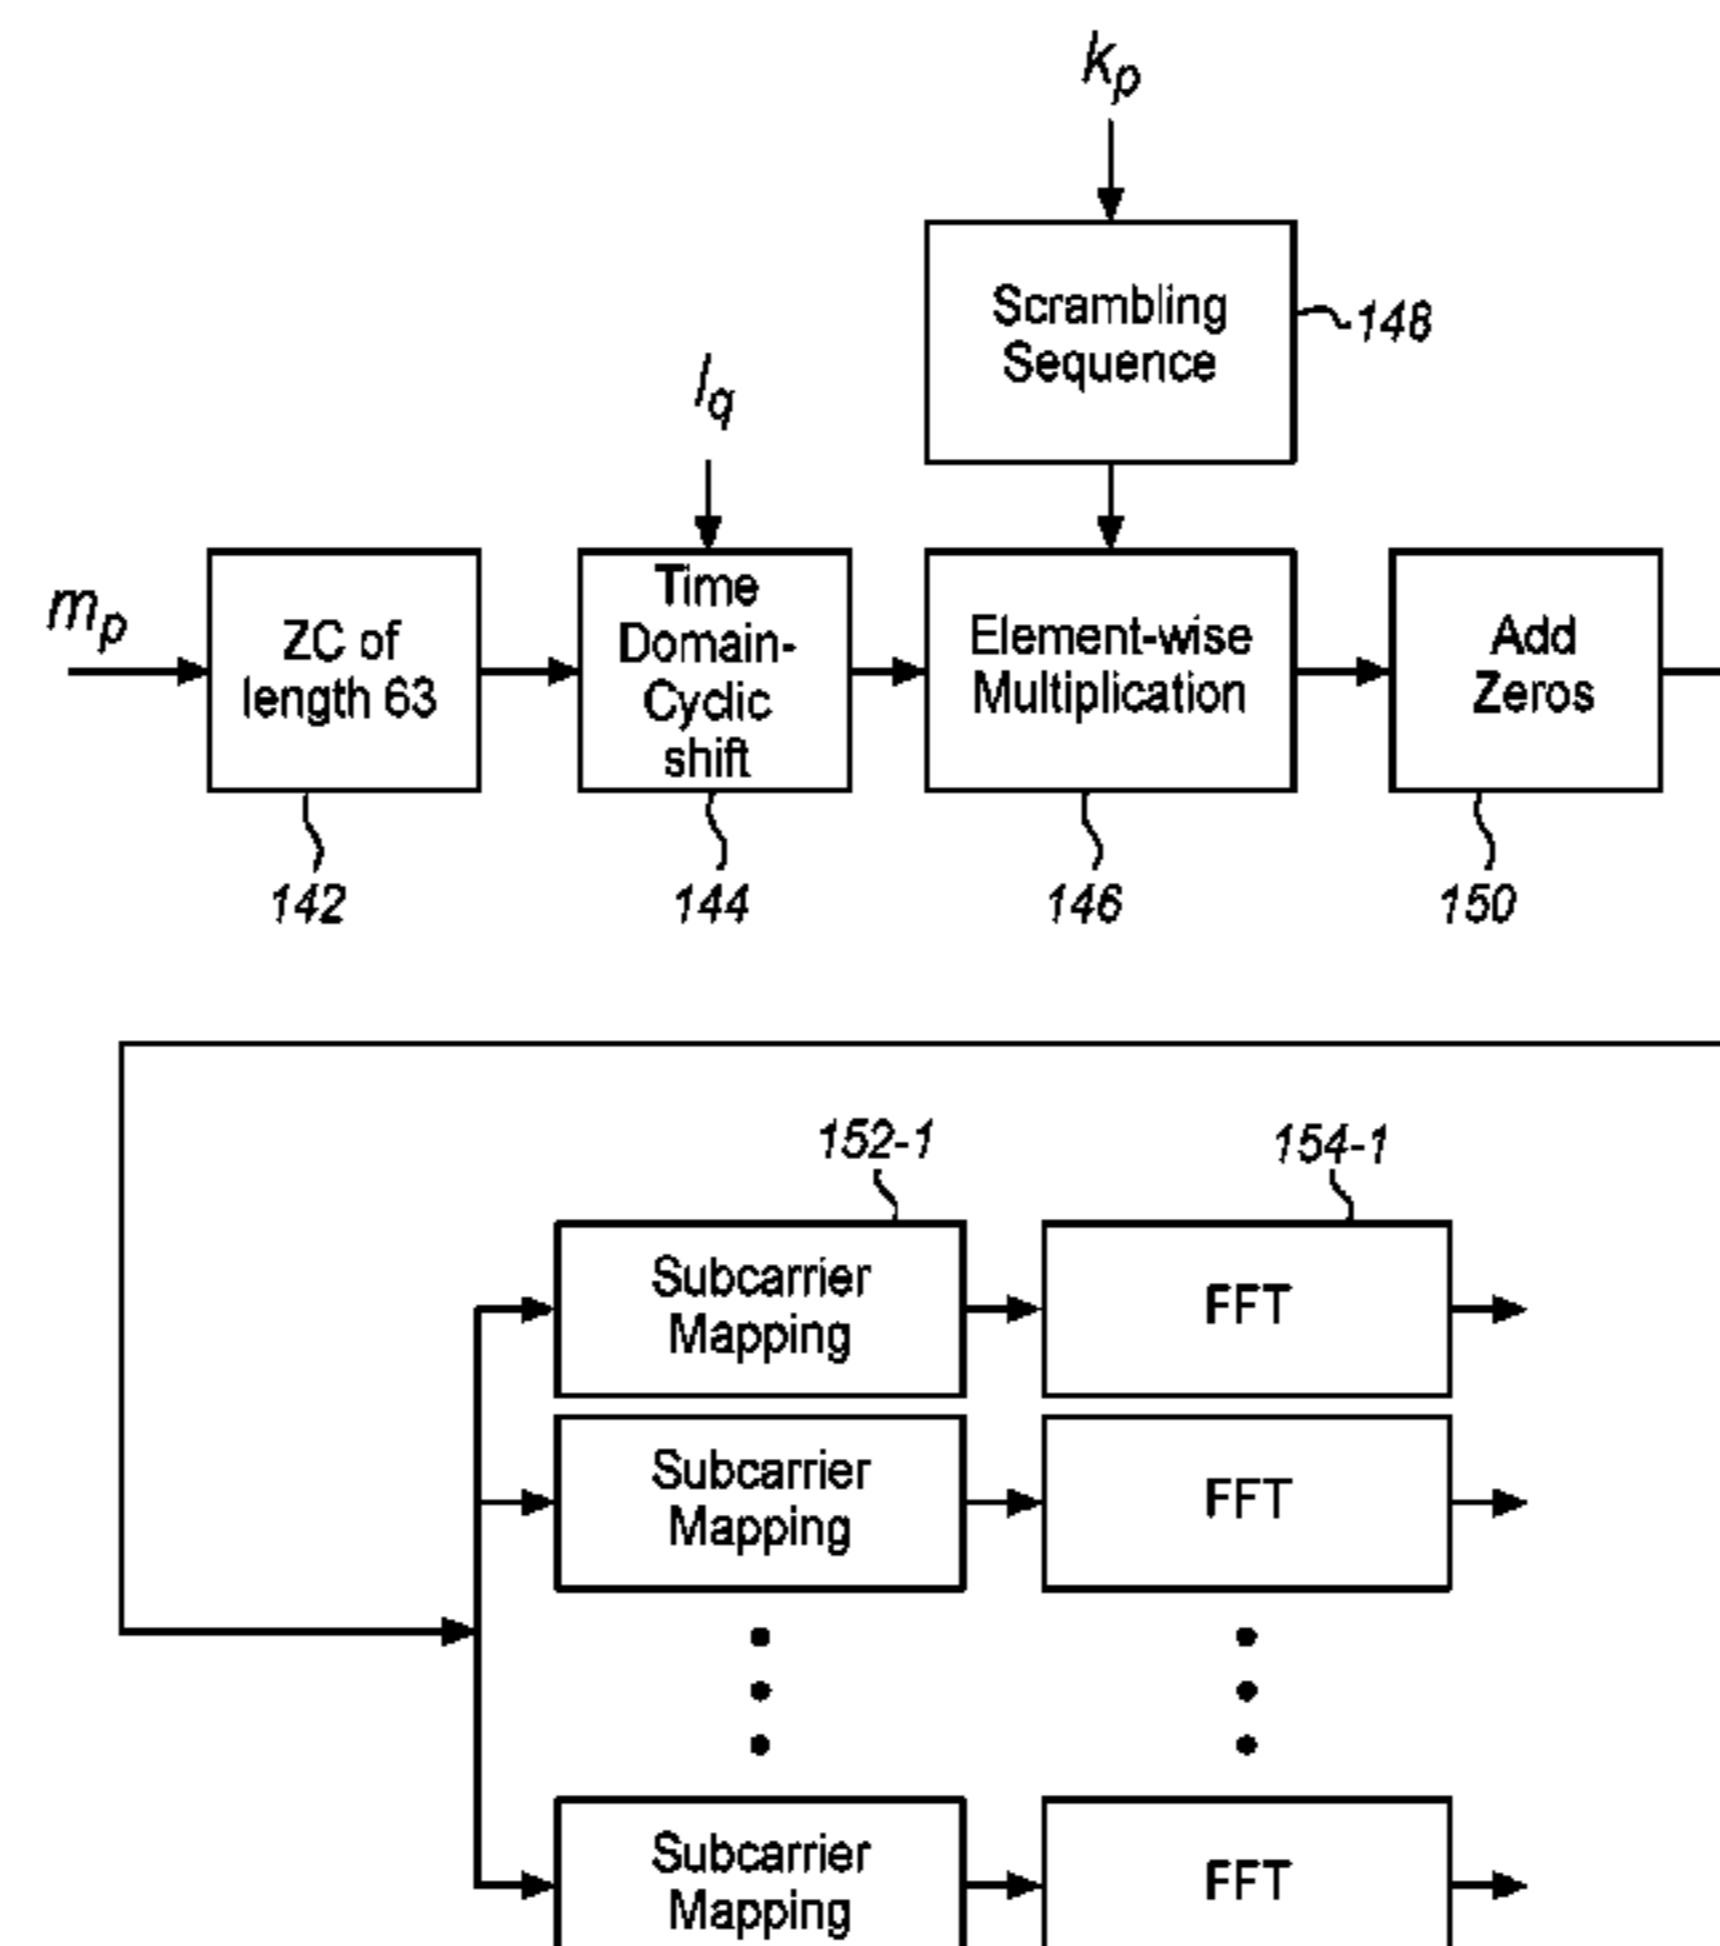 kp
Scrambling
Sequence
148
lq
mp
ZC of
length 63
Time
Domain-
Cyclic
shift
Element-wise
Multiplication
Add
Zeros
142
144
146
150
152-1
154-1
Subcarrier
Mapping
FFT
Subcarrier
Mapping
FFT
Subcarrier
Mapping
FFT